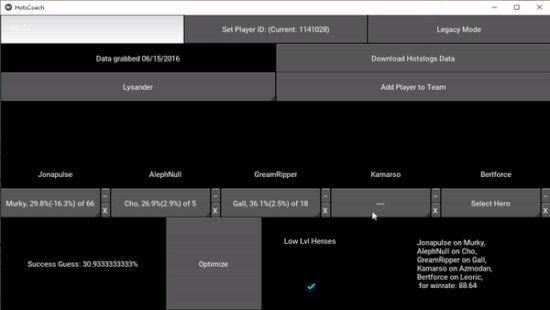 HotsCoach
Set Player ID: (Current: 1141028)
Legacy Mode
Data grabbed 06/15/2016
Download Hotslogs Data
Lysander
Add Player to Team
Jonapulse
AlephNull
GreamRipper
Kamarso
Bertforce
Murky, 29.8%(-16.3%) of 66
–
X
Cho, 26.9%(2.9%) of 5
–
X
Gall, 36.1%(2.5%) of 18
–
X
---
–
X
Select Hero
–
X
Success Guess: 30.9333333333%
Optimize
Low Lvl Heroes
Jonapulse on Murky,
AlephNull on Cho,
GreamRipper on Gall,
Kamarso on Azmodan,
Bertforce on Leoric,
for winrate: 88.64